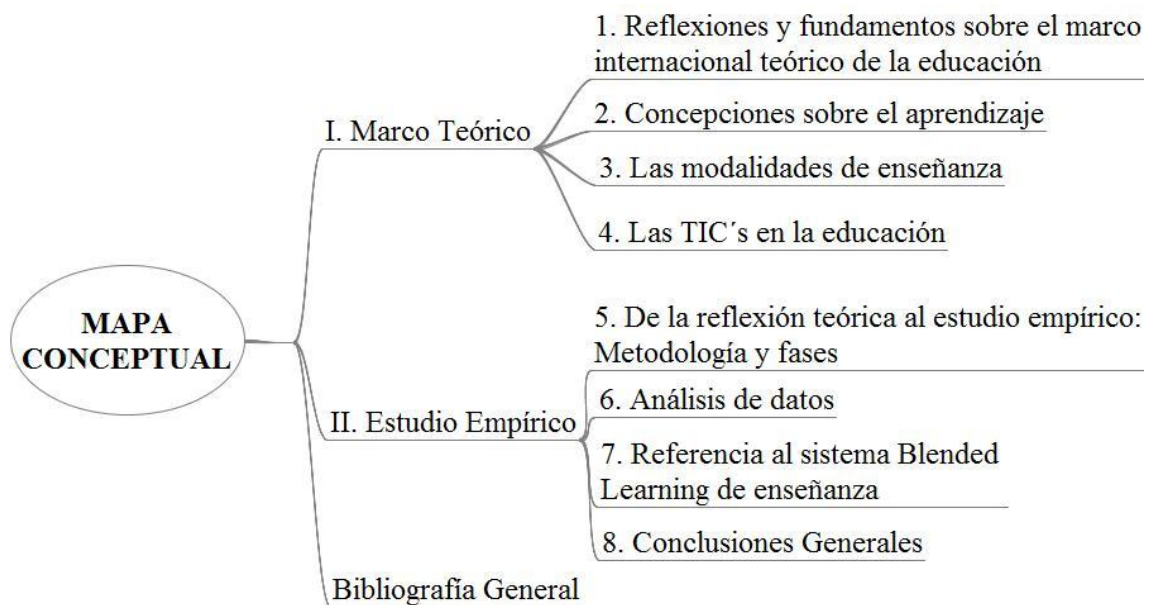 1. Reflexiones y fundamentos sobre el marco
internacional teórico de la educación
I. Marco Teórico
2. Concepciones sobre el aprendizaje
3. Las modalidades de enseñanza
4. Las TIC´s en la educación
MAPA
CONCEPTUAL
5. De la reflexión teórica al estudio empírico:
Metodología y fases
II. Estudio Empírico
6. Análisis de datos
7. Referencia al sistema Blended
Learning de enseñanza
8. Conclusiones Generales
Bibliografía General